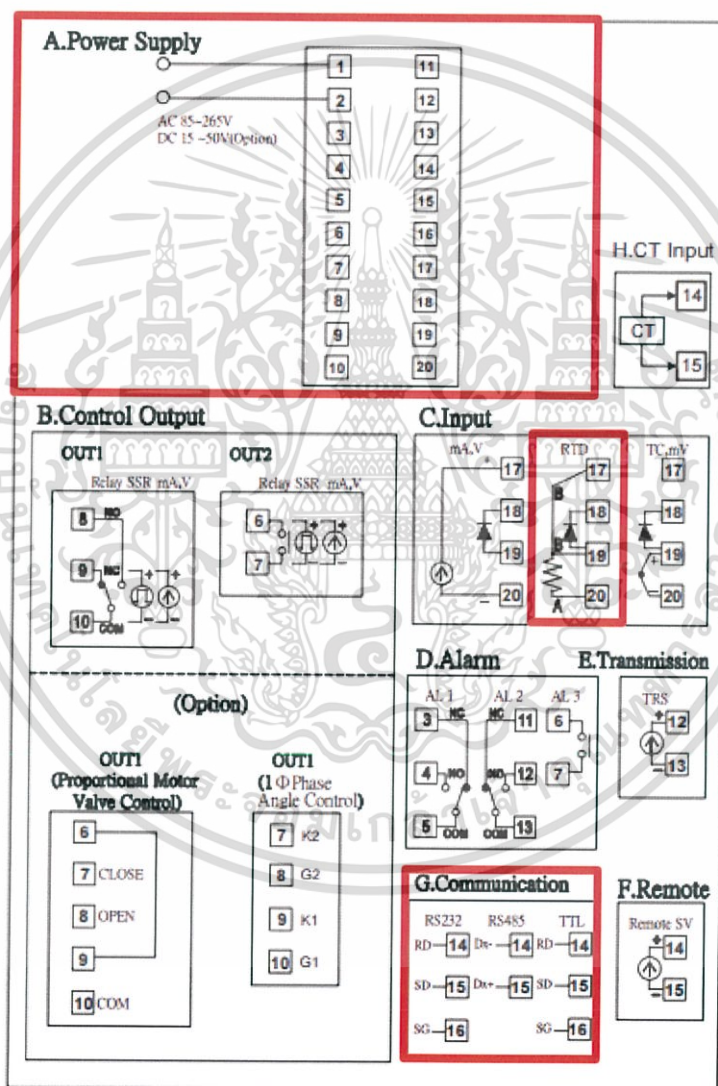 A.Power Supply
AC 85~265V
DC 15 ~50V(Option)
1 11
2 12
3 13
4 14
5 15
6 16
7 17
8 18
9 19
10 20
H.CT Input
CT
14
15
B.Control Output
OUT1
Relay SSR mA,V
8 NO
9 NC
10 COM
+ +
- -
OUT2
Relay SSR mA,V
6
7
+ +
- -
C.Input
mA,V
+ 17
18
19
- 20
RTD
17
B
18
B 19
A 20
TC,mV
17
18
+ 19
- 20
D.Alarm
AL 1 AL 2 AL 3
3 NC
4 NO
5 COM
NC 11
NO 12
COM 13
6
7
E.Transmission
TRS
+ 12
- 13
(Option)
OUT1
(Proportional Motor
Valve Control)
6
7 CLOSE
8 OPEN
9
10 COM
OUT1
(1 Φ Phase
Angle Control)
7 K2
8 G2
9 K1
10 G1
G.Communication
RS232 RS485 TTL
RD 14 Dx- 14 RD 14
SD 15 Dx+ 15 SD 15
SG 16 SG 16
F.Remote
Remote SV
+ 14
- 15